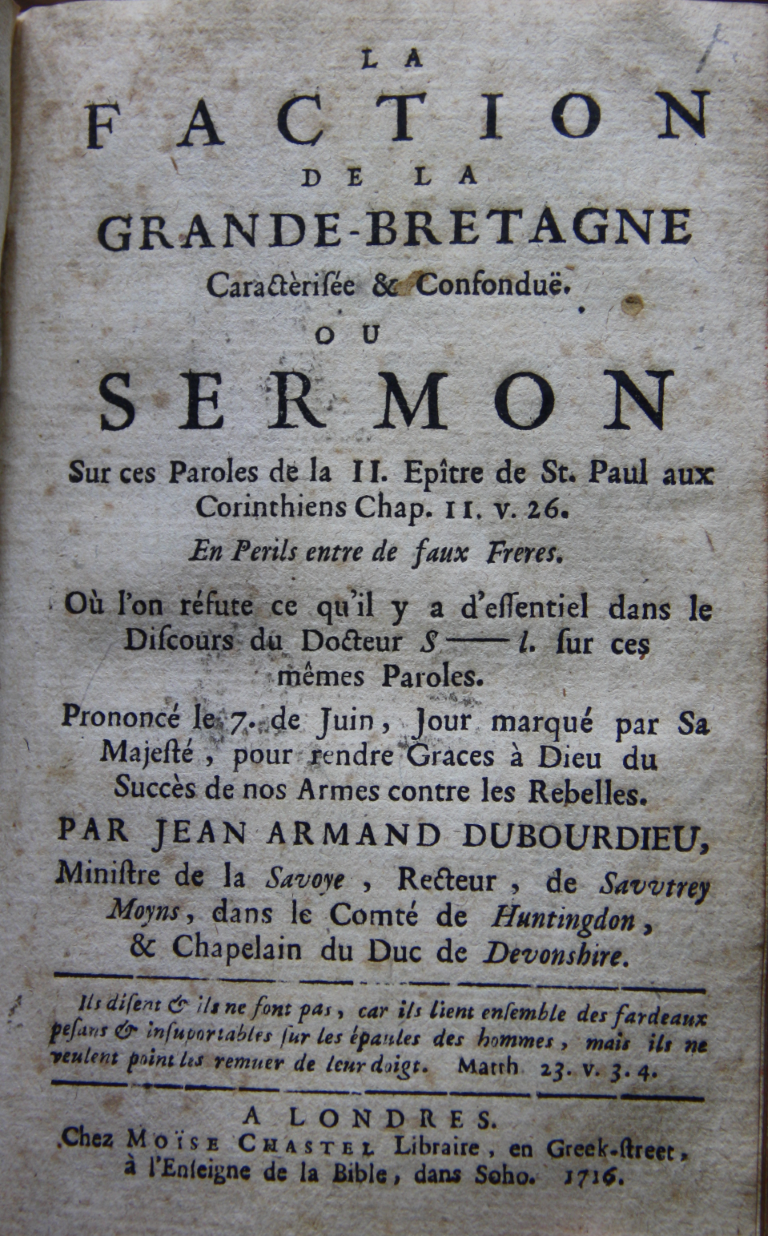 LA
FACTION
DE LA
GRANDE-BRETAGNE
Caractèriſée & Confonduë.
OU
SERMON
Sur ces Paroles de la II. Epître de St. Paul aux
Corinthiens Chap. 11. v. 26.
En Perils entre de faux Freres.
Où l'on réfute ce qu'il y a d'eſſentiel dans le
Diſcours du Docteur S—l. ſur ces
mêmes Paroles.
Prononcé le 7. de Juin, Jour marqué par Sa
Majeſté, pour rendre Graces à Dieu du
Succès de nos Armes contre les Rebelles.
PAR JEAN ARMAND DUBOURDIEU,
Miniſtre de la Savoye, Recteur, de Savvtrey
Moyns, dans le Comté de Huntingdon,
& Chapelain du Duc de Devonshire.
Ils diſent & ils ne font pas, car ils lient enſemble des fardeaux
peſans & inſuportables ſur les épaules des hommes, mais ils ne
veulent point les remuer de leur doigt. Matth 23. v. 3. 4.
A LONDRES.
Chez MOÏSE CHASTEL Libraire, en Greek-ſtreet,
à l'Enſeigne de la Bible, dans Soho. 1716.